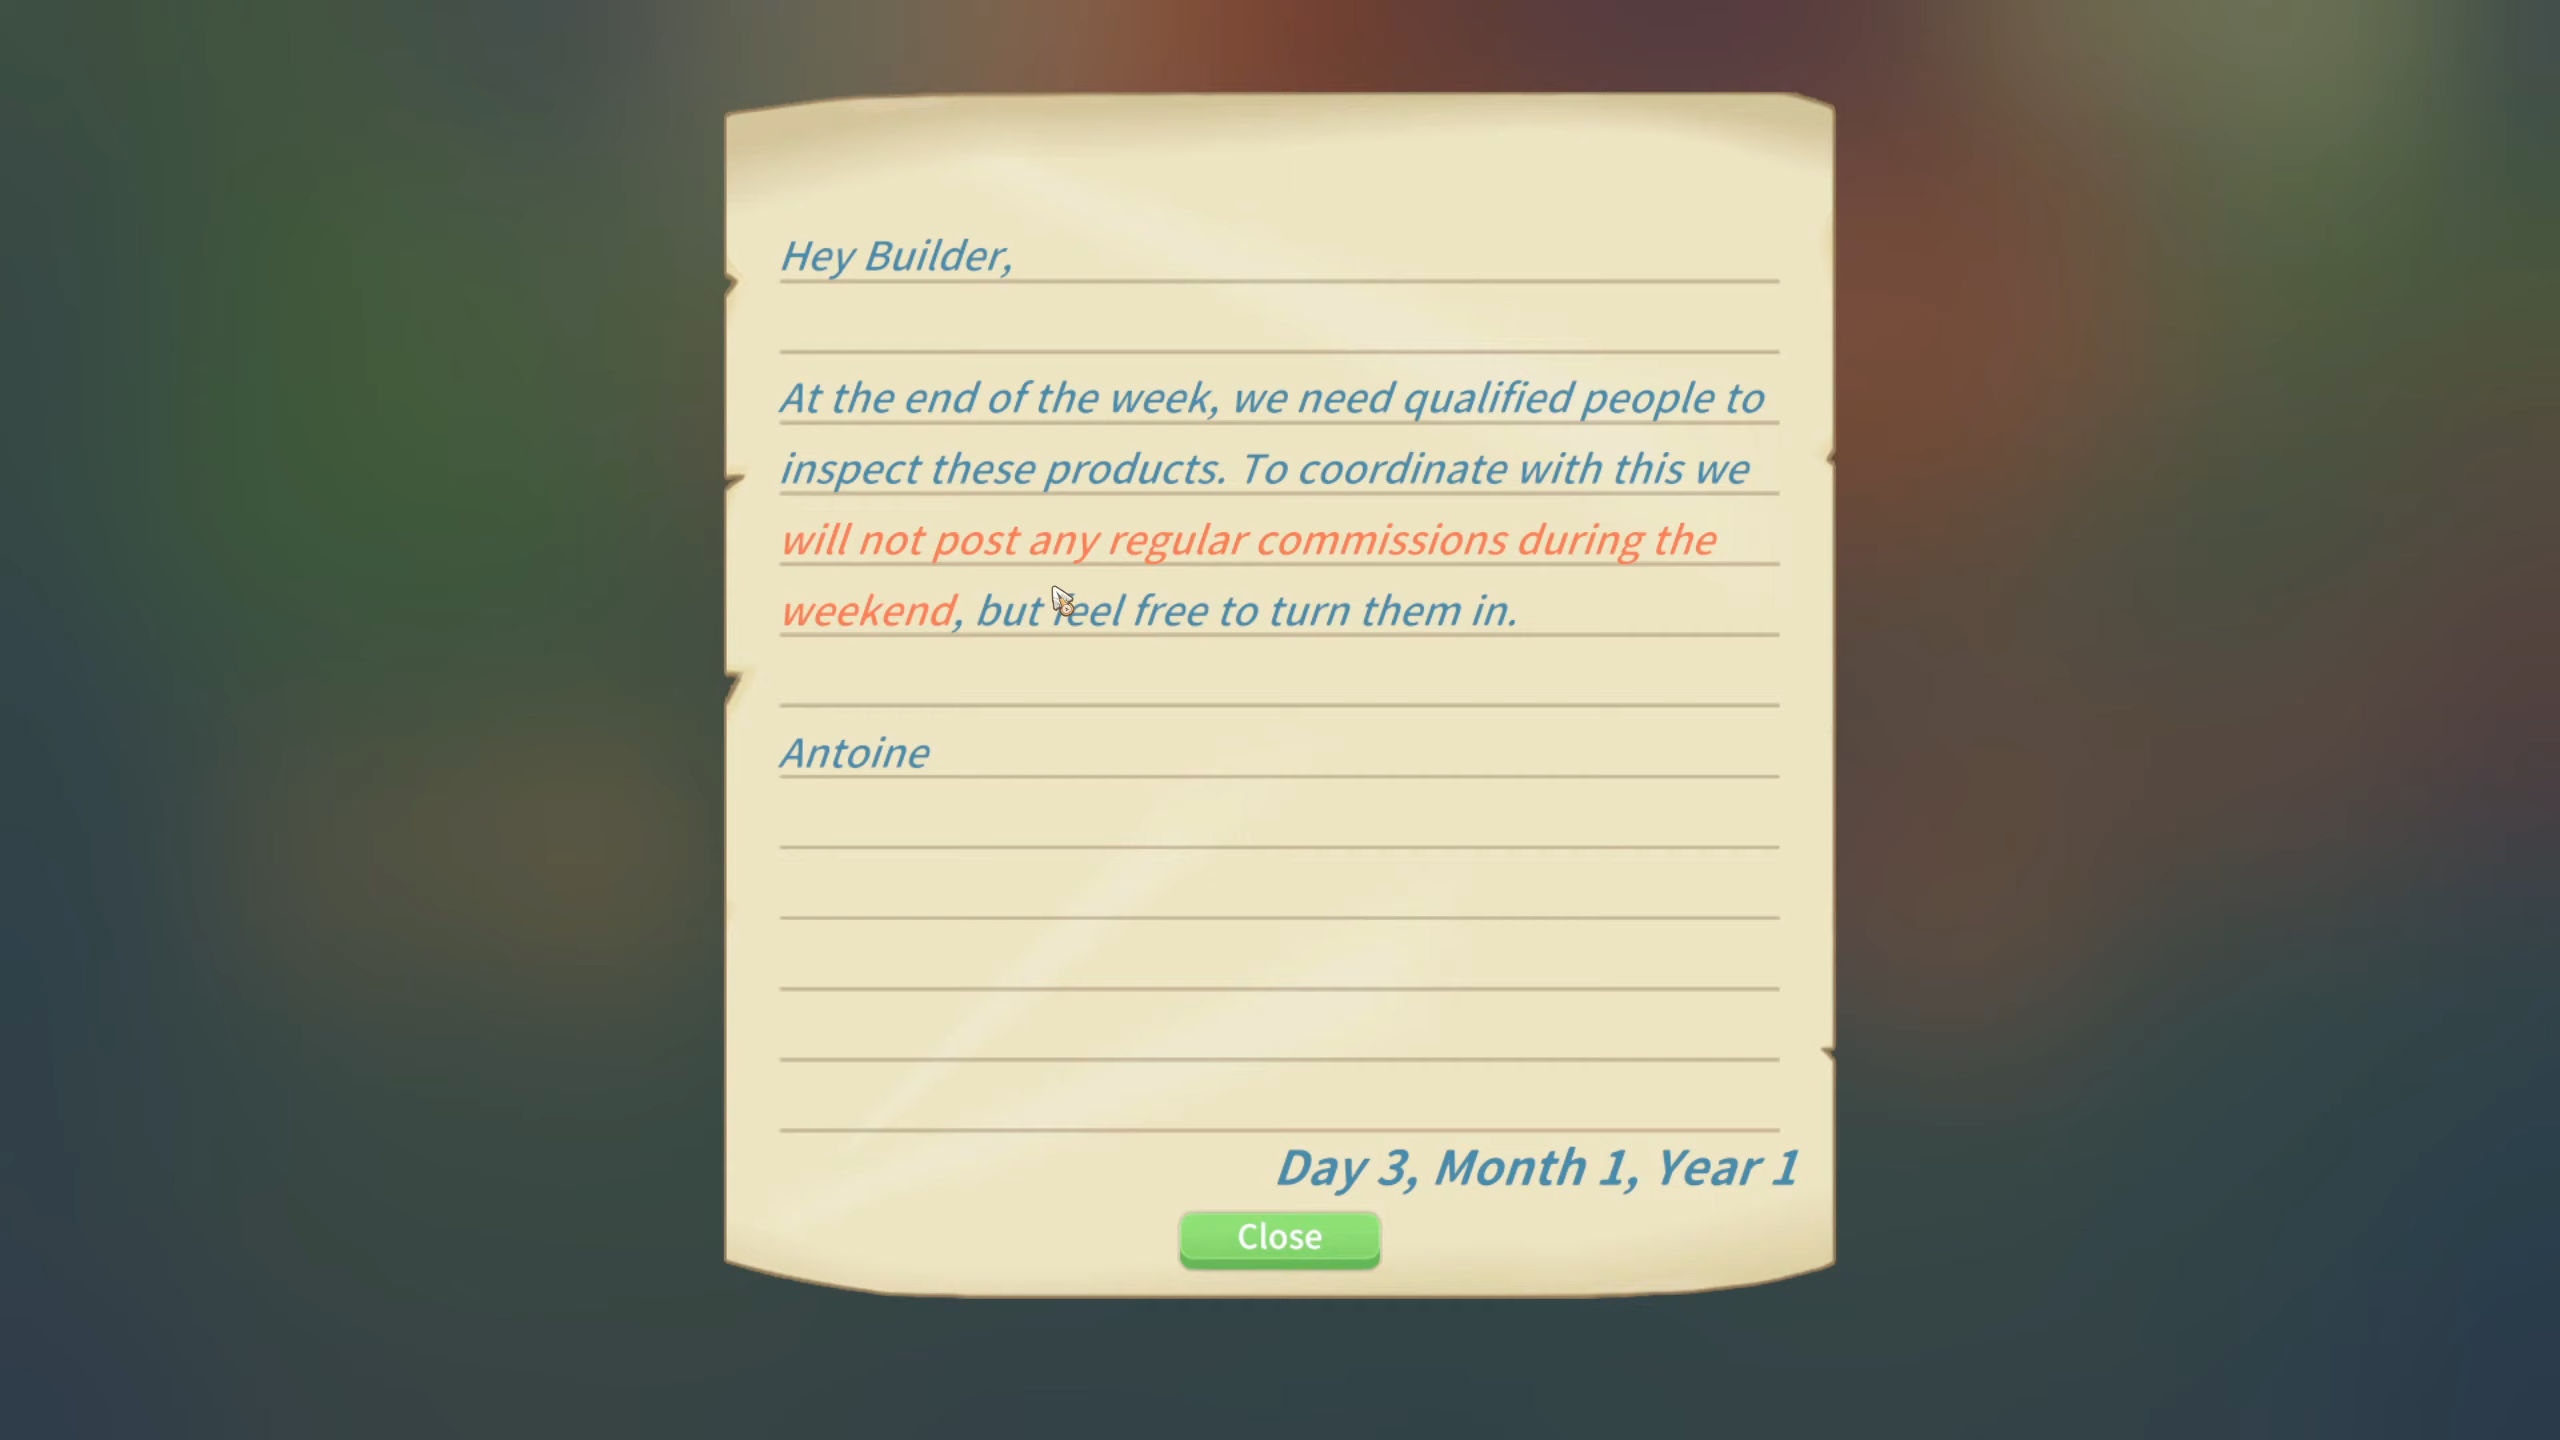 Hey Builder,
At the end of the week, we need qualified people to
inspect these products. To coordinate with this we
will not post any regular commissions during the
weekend, but feel free to turn them in.
Antoine
Day 3, Month 1, Year 1
Close